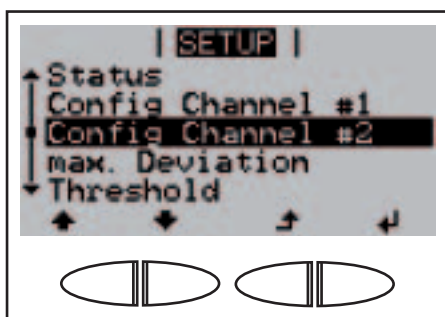 | SETUP |
Status
Config Channel #1
Config Channel #2
max. Deviation
Threshold